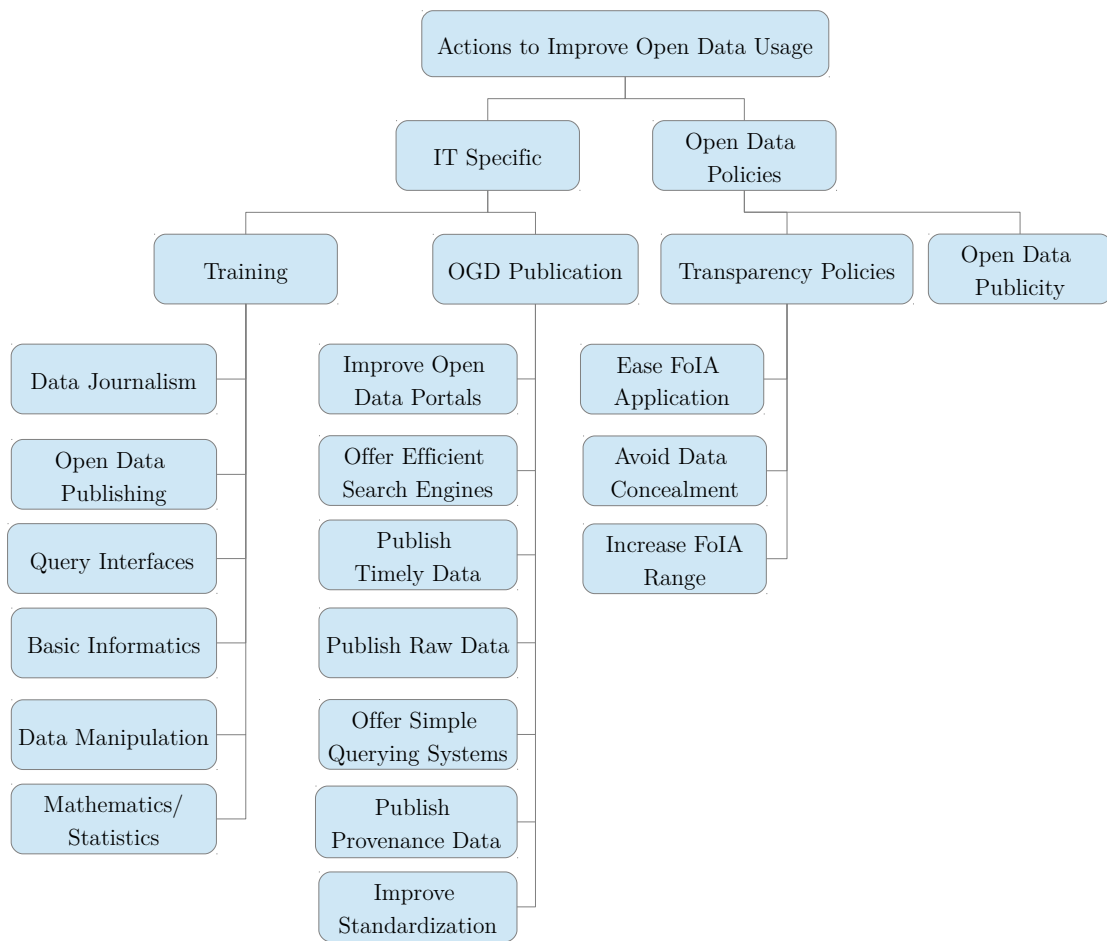 Actions to Improve Open Data Usage
IT Specific
Open Data
Policies
Training
OGD Publication
Transparency Policies
Open Data
Publicity
Data Journalism
Open Data
Publishing
Query Interfaces
Basic Informatics
Data Manipulation
Mathematics/
Statistics
Improve Open
Data Portals
Offer Efficient
Search Engines
Publish
Timely Data
Publish Raw Data
Offer Simple
Querying Systems
Publish
Provenance Data
Improve
Standardization
Ease FoIA
Application
Avoid Data
Concealment
Increase FoIA
Range